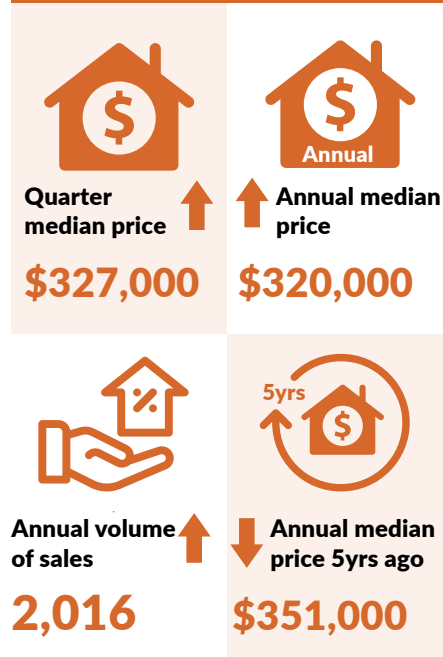 $
$
Annual
Quarter
median price
Annual median
price
$327,000
$320,000
%
5yrs
$
Annual volume
of sales
Annual median
price 5yrs ago
2,016
$351,000